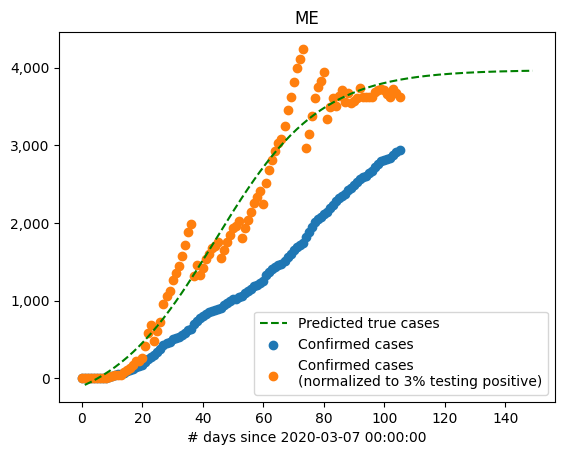 ME
4,000
3,000
2,000
1,000
0
0 20 40 60 80 100 120 140
# days since 2020-03-07 00:00:00
Predicted true cases
Confirmed cases
Confirmed cases
(normalized to 3% testing positive)